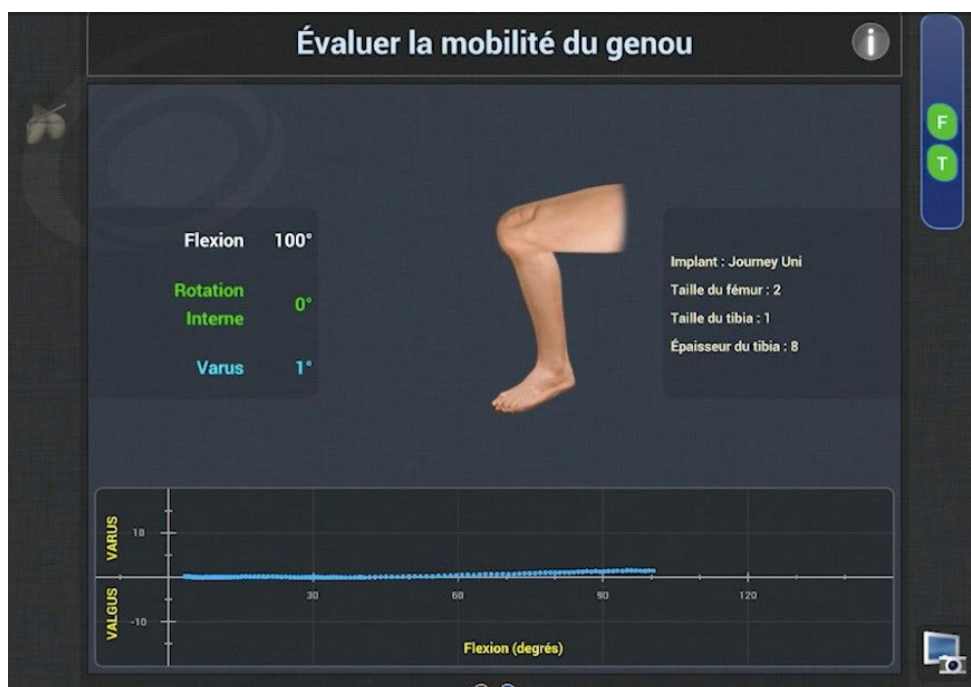 Évaluer la mobilité du genou
i
F
T
Flexion 100°
Rotation
Interne 0°
Varus 1°
Implant : Journey Uni
Taille du fémur : 2
Taille du tibia : 1
Épaisseur du tibia : 8
VARUS
10
30
60
90
120
VALGUS
-10
Flexion (degrés)